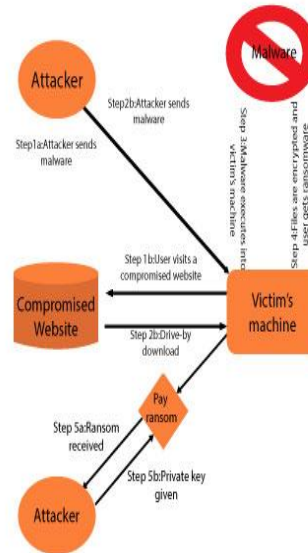 Attacker
Malware
Step2b:Attacker sends
malware
Step1a:Attacker sends
malware
Step 3:Malware executes into
victim's machine
Step 4:Files are encrypted and
user gets ransomware
Step 1b:User visits a
compromised website
Compromised
Website
Victim's
machine
Step 2b:Drive-by
download
Pay
ransom
Step 5a:Ransom
received
Step 5b:Private key
given
Attacker